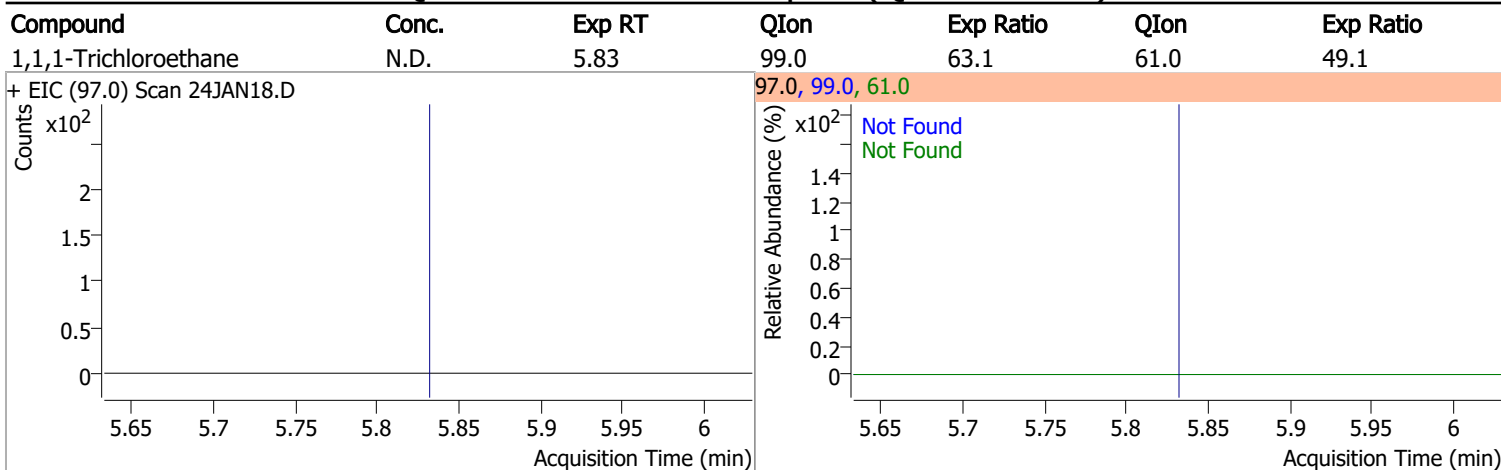 Compound Conc. Exp RT QIon Exp Ratio QIon Exp Ratio
1,1,1-Trichloroethane N.D. 5.83 99.0 63.1 61.0 49.1
+ EIC (97.0) Scan 24JAN18.D
Counts
x10²
2
1.5
1
0.5
0
5.65 5.7 5.75 5.8 5.85 5.9 5.95 6
Acquisition Time (min)
97.0, 99.0, 61.0
Relative Abundance (%)
x10²
Not Found
Not Found
1.4
1.2
1
0.8
0.6
0.4
0.2
0
5.65 5.7 5.75 5.8 5.85 5.9 5.95 6
Acquisition Time (min)